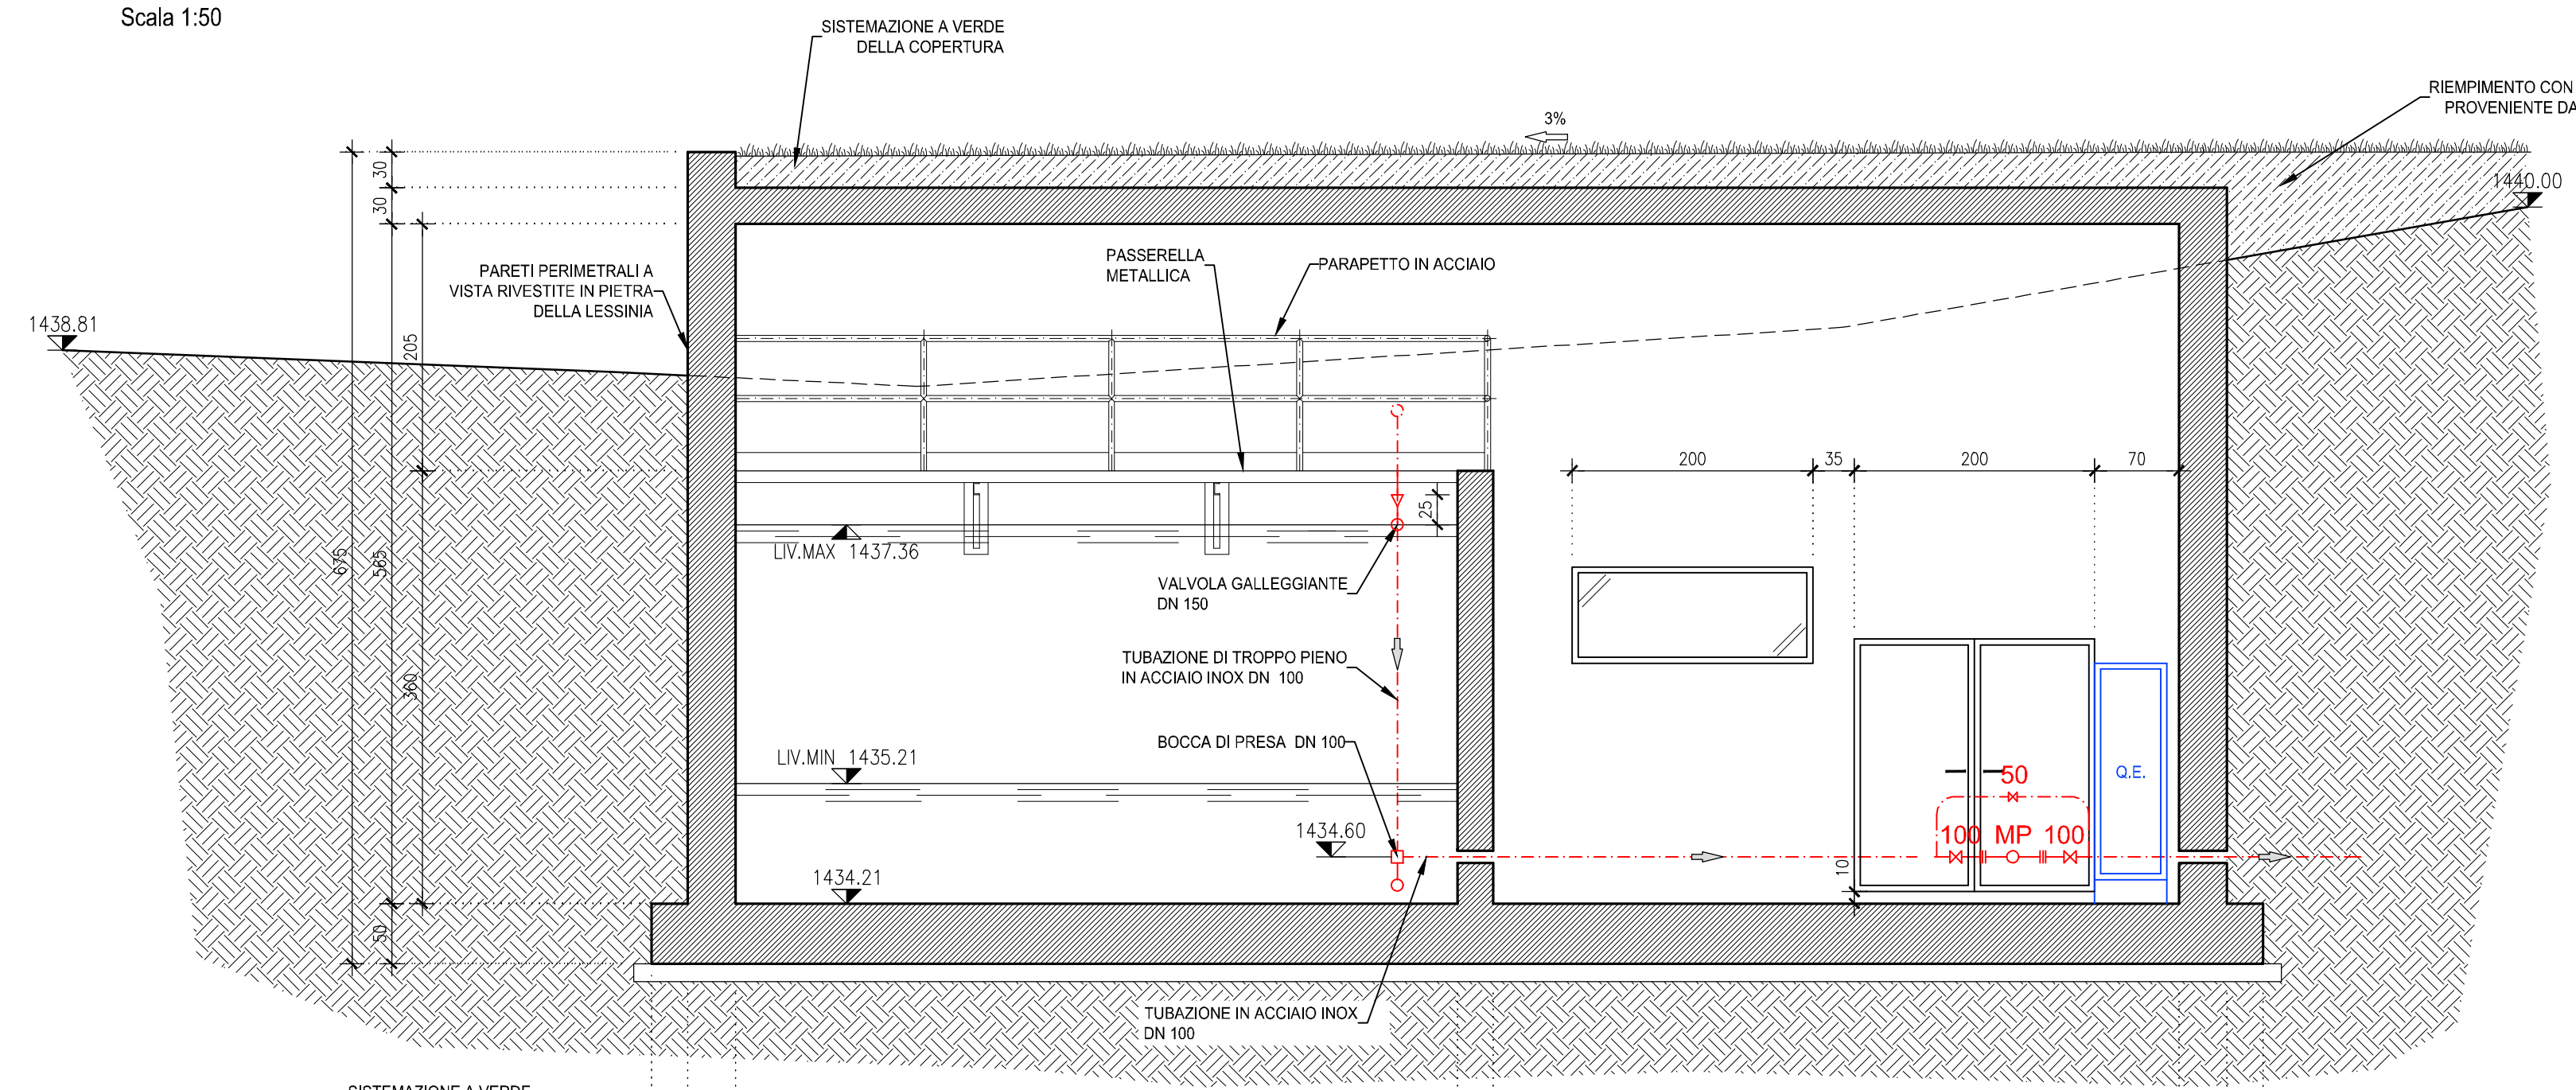 Scala 1:50
SISTEMAZIONE A VERDE
DELLA COPERTURA
RIEMPIMENTO CON
PROVENIENTE DA
3%
1440.00
30
30
PASSERELLA
METALLICA
PARAPETTO IN ACCIAIO
PARETI PERIMETRALI A
VISTA RIVESTITE IN PIETRA
DELLA LESSINIA
1438.81
205
200
35
200
70
25
LIV.MAX 1437.36
675
565
VALVOLA GALLEGGIANTE
DN 150
TUBAZIONE DI TROPPO PIENO
IN ACCIAIO INOX DN 100
360
BOCCA DI PRESA DN 100
LIV.MIN 1435.21
50
Q.E.
1434.60
100 MP 100
10
1434.21
50
TUBAZIONE IN ACCIAIO INOX
DN 100
SISTEMAZIONE A VERDE